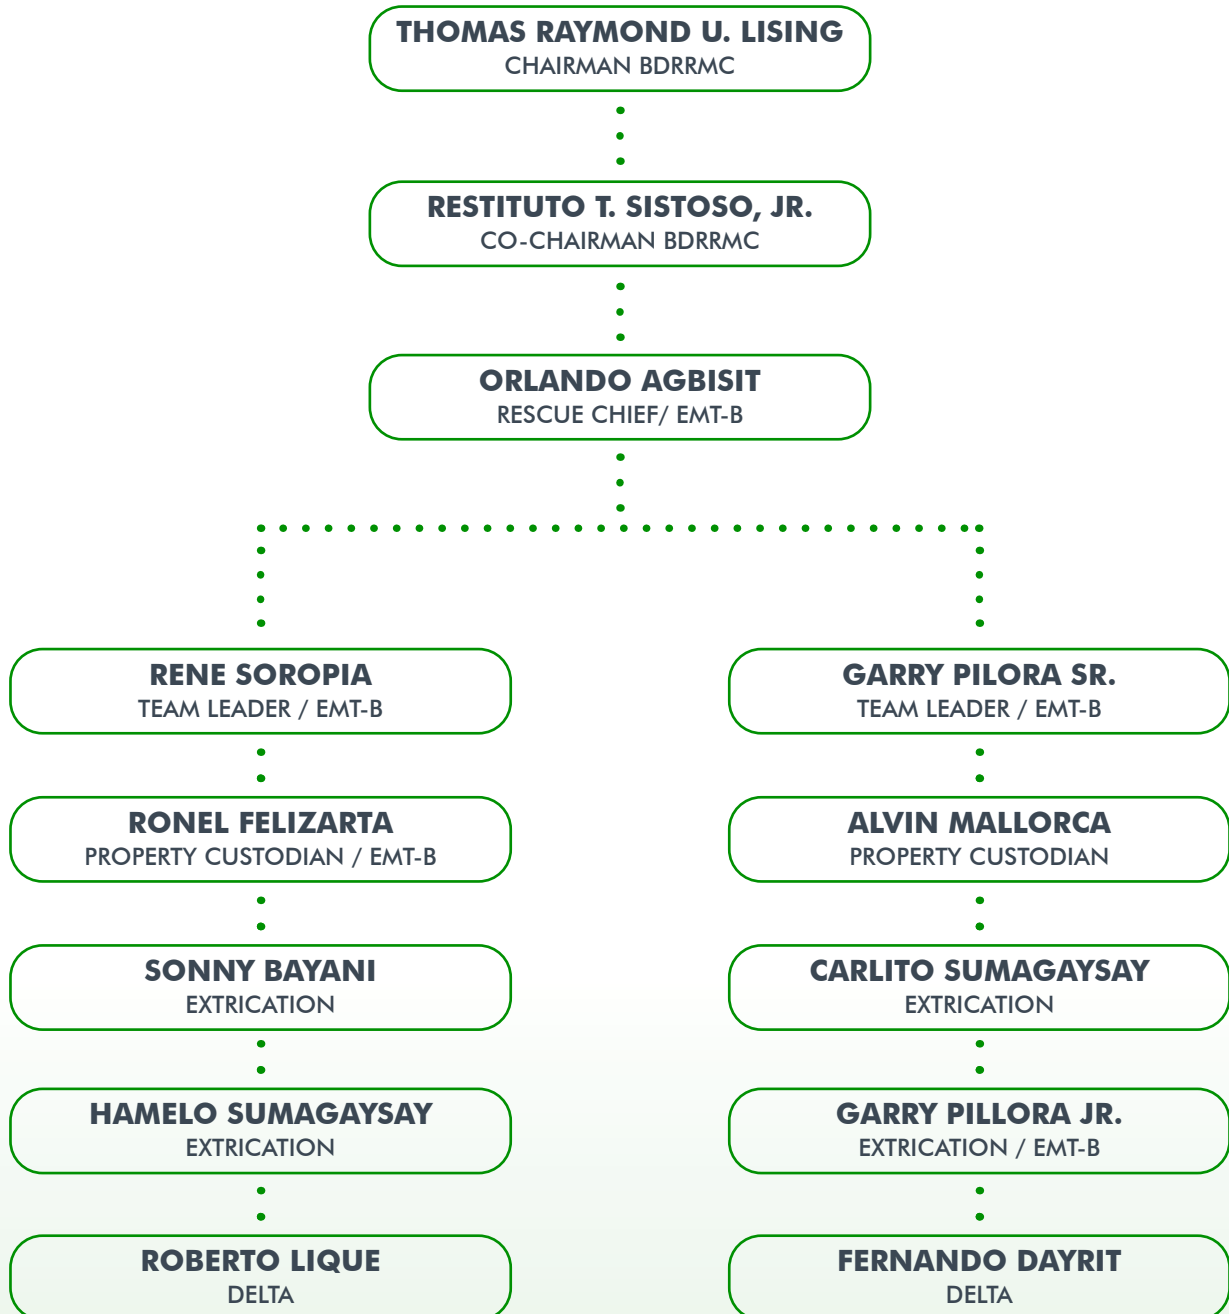 THOMAS RAYMOND U. LISING
CHAIRMAN BDRRMC
RESTITUTO T. SISTOSO, JR.
CO-CHAIRMAN BDRRMC
ORLANDO AGBISIT
RESCUE CHIEF/ EMT-B
RENE SOROPIA
TEAM LEADER / EMT-B
RONEL FELIZARTA
PROPERTY CUSTODIAN / EMT-B
SONNY BAYANI
EXTRICATION
HAMELO SUMAGAYSAY
EXTRICATION
ROBERTO LIQUE
DELTA
GARRY PILORA SR.
TEAM LEADER / EMT-B
ALVIN MALLORCA
PROPERTY CUSTODIAN
CARLITO SUMAGAYSAY
EXTRICATION
GARRY PILLORA JR.
EXTRICATION / EMT-B
FERNANDO DAYRIT
DELTA